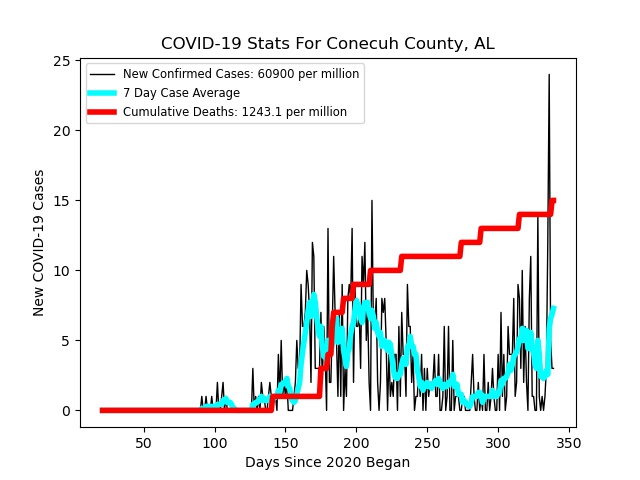 COVID-19 Stats For Conecuh County, AL
New Confirmed Cases: 60900 per million
7 Day Case Average
Cumulative Deaths: 1243.1 per million
New COVID-19 Cases
25
20
15
10
5
0
50 100 150 200 250 300 350
Days Since 2020 Began